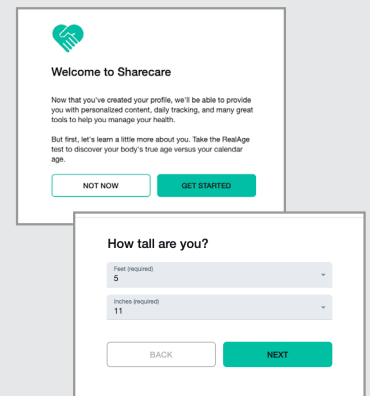 Welcome to Sharecare
Now that you've created your profile, we'll be able to provide
you with personalized content, daily tracking, and many great
tools to help you manage your health.
But first, let's learn a little more about you. Take the RealAge
test to discover your body's true age versus your calendar
age.
NOT NOW
GET STARTED
How tall are you?
Feet (required)
5
Inches (required)
11
BACK
NEXT